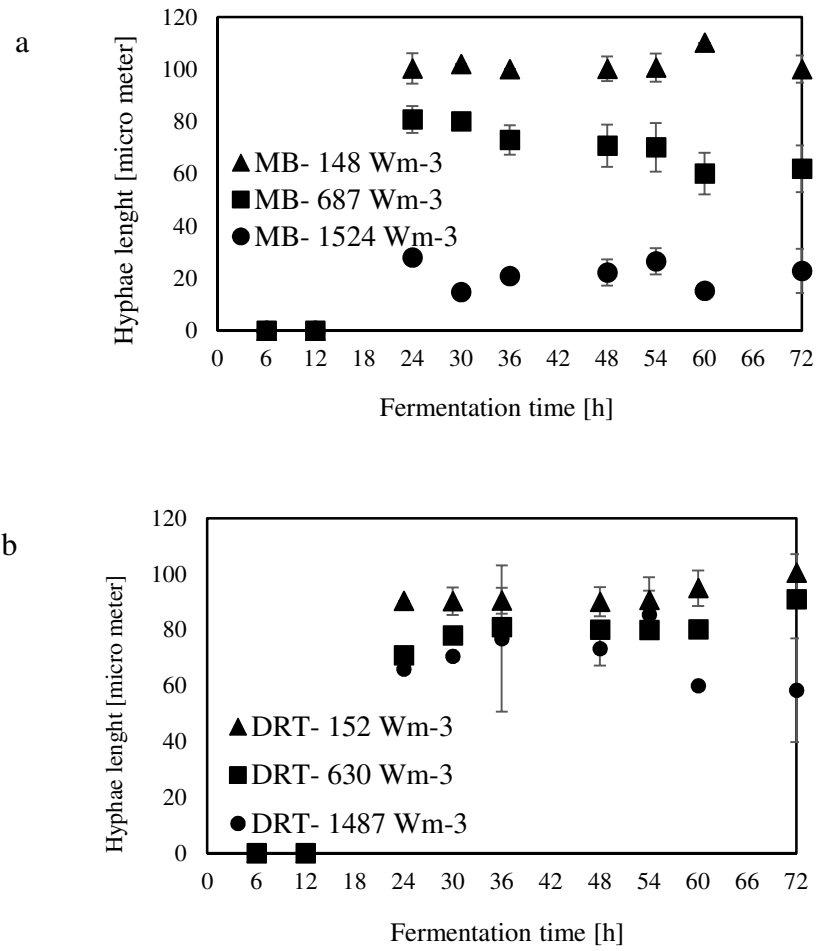 a
Hyphae lenght [micro meter]
120
100
80
60
40
20
0
MB- 148 Wm-3
MB- 687 Wm-3
MB- 1524 Wm-3
0 6 12 18 24 30 36 42 48 54 60 66 72
Fermentation time [h]
b
Hyphae lenght [micro meter]
120
100
80
60
40
20
0
DRT- 152 Wm-3
DRT- 630 Wm-3
DRT- 1487 Wm-3
0 6 12 18 24 30 36 42 48 54 60 66 72
Fermentation time [h]